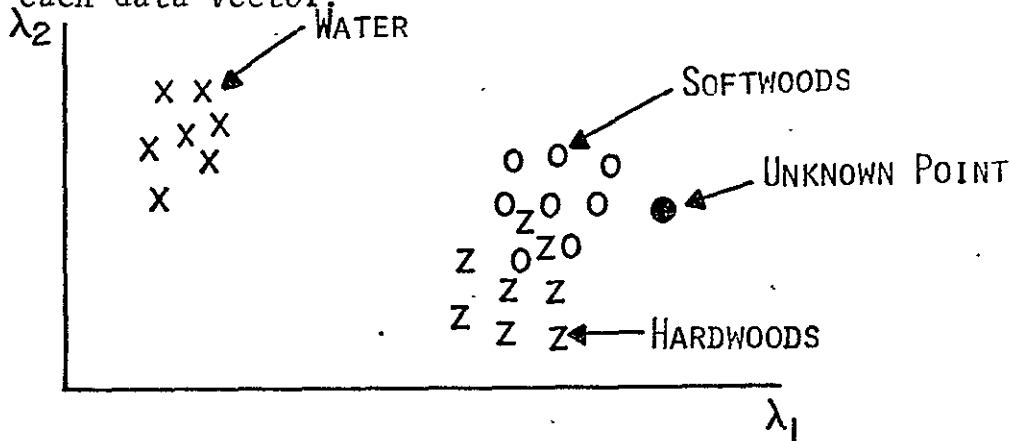 each data vector.
λ2
WATER
X X
X X X X
X
SOFTWOODS
O O O
O O O
UNKNOWN POINT
Z
Z O
Z O
Z Z
Z
Z Z
HARDWOODS
λ1